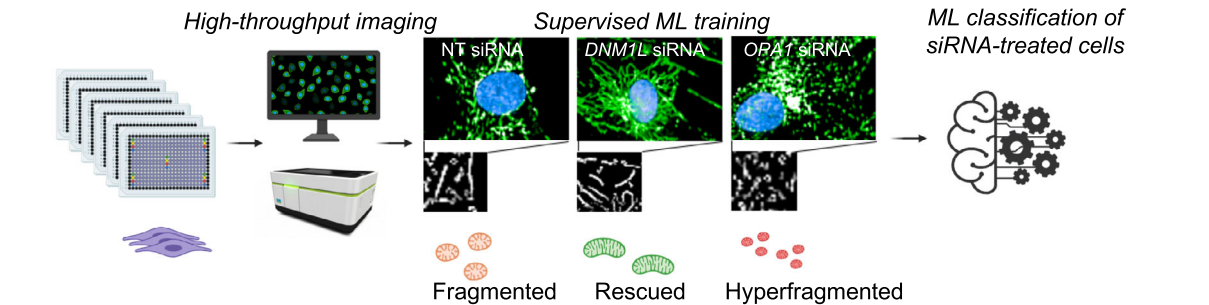 High-throughput imaging
Supervised ML training
ML classification of
siRNA-treated cells
NT siRNA
DNM1L siRNA
OPA1 siRNA
Fragmented
Rescued
Hyperfragmented